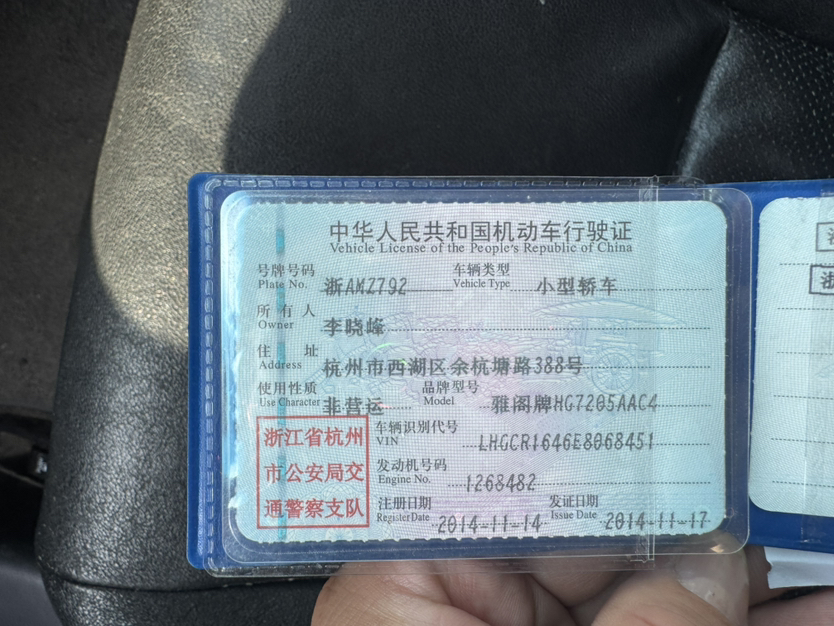 中华人民共和国机动车行驶证
Vehicle License of the People's Republic of China
号牌号码 浙AMZ792 车辆类型 小型轿车
Plate No. Vehicle Type
所有人 李晓峰
Owner
住址 杭州市西湖区余杭塘路388号
Address
使用性质 非营运 品牌型号 雅阁牌HG7205AAC4
Use Character Model
浙江省杭州
市公安局交
通警察支队
车辆识别代号 LHGCR1646E8068451
VIN
发动机号码 1268482
Engine No.
注册日期 2014-11-14 发证日期 2014-11-17
Register Date Issue Date